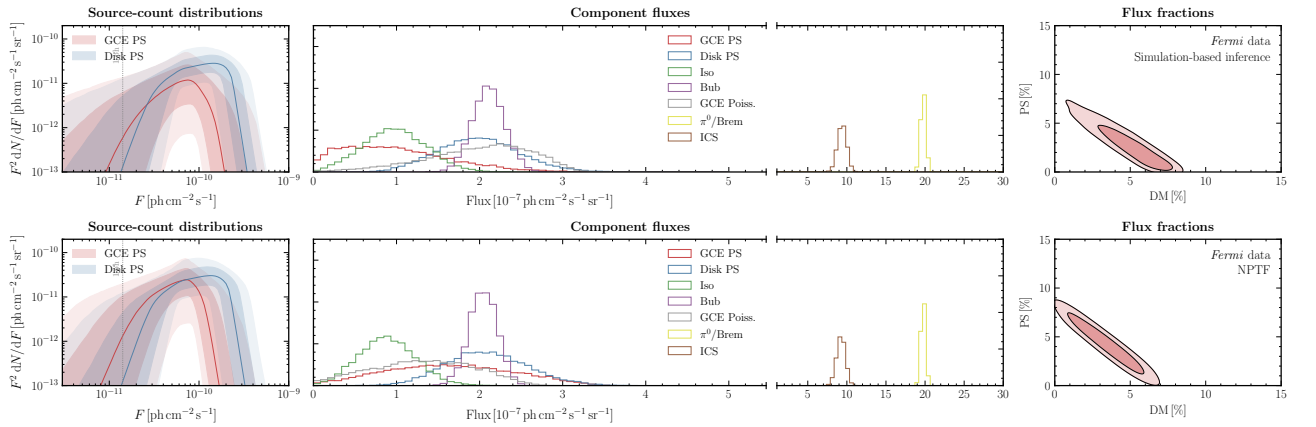 Source-count distributions
Component fluxes
Flux fractions
10⁻¹⁰
10⁻¹¹
10⁻¹²
10⁻¹³
F² dN/dF [ph cm⁻² s⁻¹ sr⁻¹]
GCE PS
Disk PS
10⁻¹¹
10⁻¹⁰
10⁻⁹
F [ph cm⁻² s⁻¹]
GCE PS
Disk PS
Iso
Bub
GCE Poiss.
π⁰/Brem
ICS
0
1
2
3
4
5
Flux [10⁻⁷ ph cm⁻² s⁻¹ sr⁻¹]
5
10
15
20
25
30
Fermi data
Simulation-based inference
15
10
5
0
PS [%]
0
5
10
15
DM [%]
Source-count distributions
Component fluxes
Flux fractions
10⁻¹⁰
10⁻¹¹
10⁻¹²
10⁻¹³
F² dN/dF [ph cm⁻² s⁻¹ sr⁻¹]
GCE PS
Disk PS
10⁻¹¹
10⁻¹⁰
10⁻⁹
F [ph cm⁻² s⁻¹]
GCE PS
Disk PS
Iso
Bub
GCE Poiss.
π⁰/Brem
ICS
0
1
2
3
4
5
Flux [10⁻⁷ ph cm⁻² s⁻¹ sr⁻¹]
5
10
15
20
25
30
Fermi data
NPTF
15
10
5
0
PS [%]
0
5
10
15
DM [%]